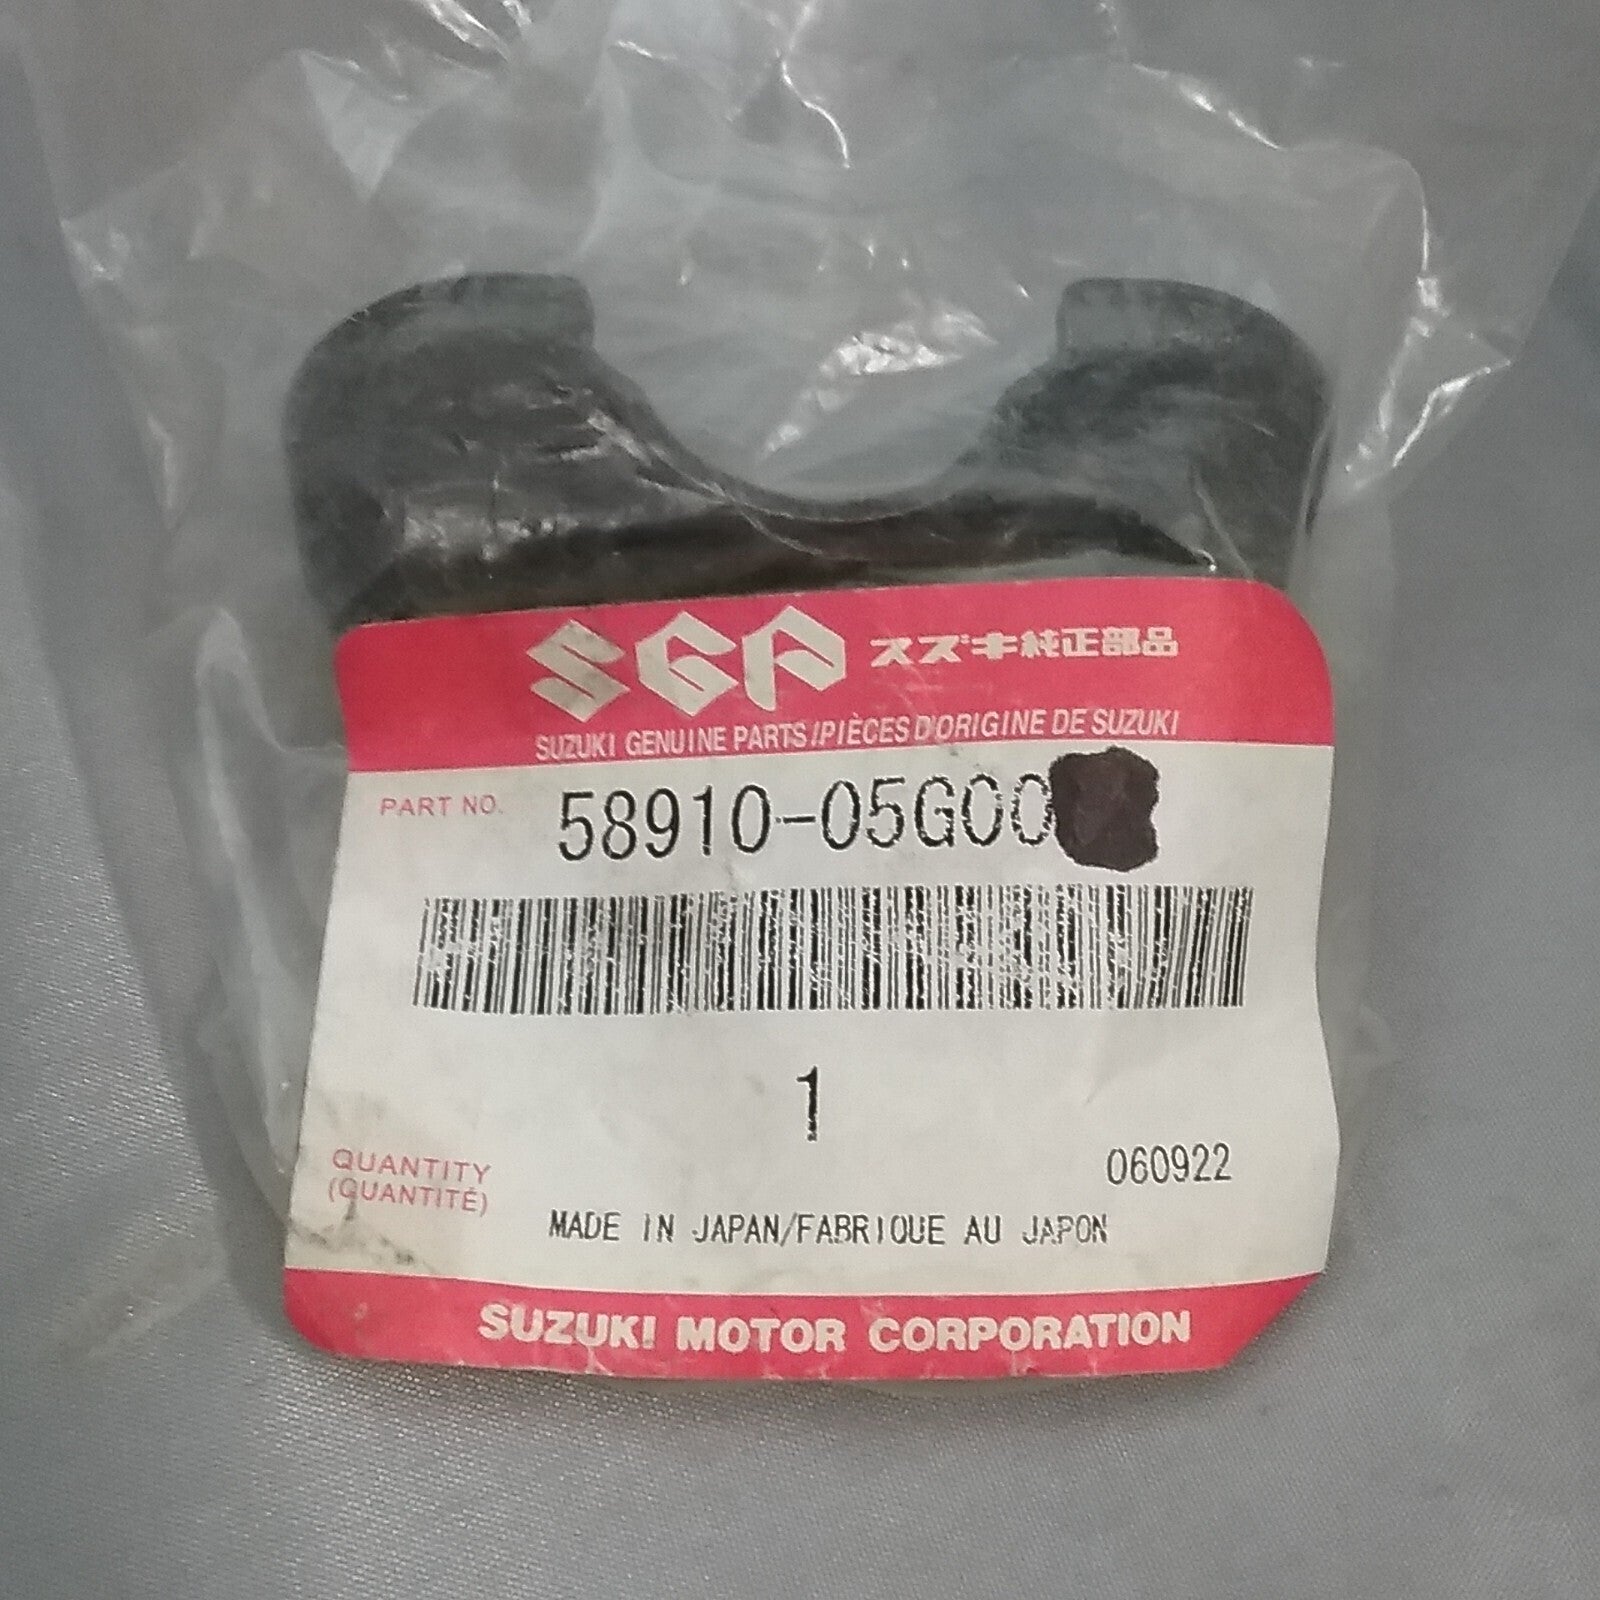 SGP スズキ純正部品
SUZUKI GENUINE PARTS/PIÈCES D'ORIGINE DE SUZUKI
PART NO. 58910-05G00
1
QUANTITY
(QUANTITÉ)
060922
MADE IN JAPAN/FABRIQUE AU JAPON
SUZUKI MOTOR CORPORATION